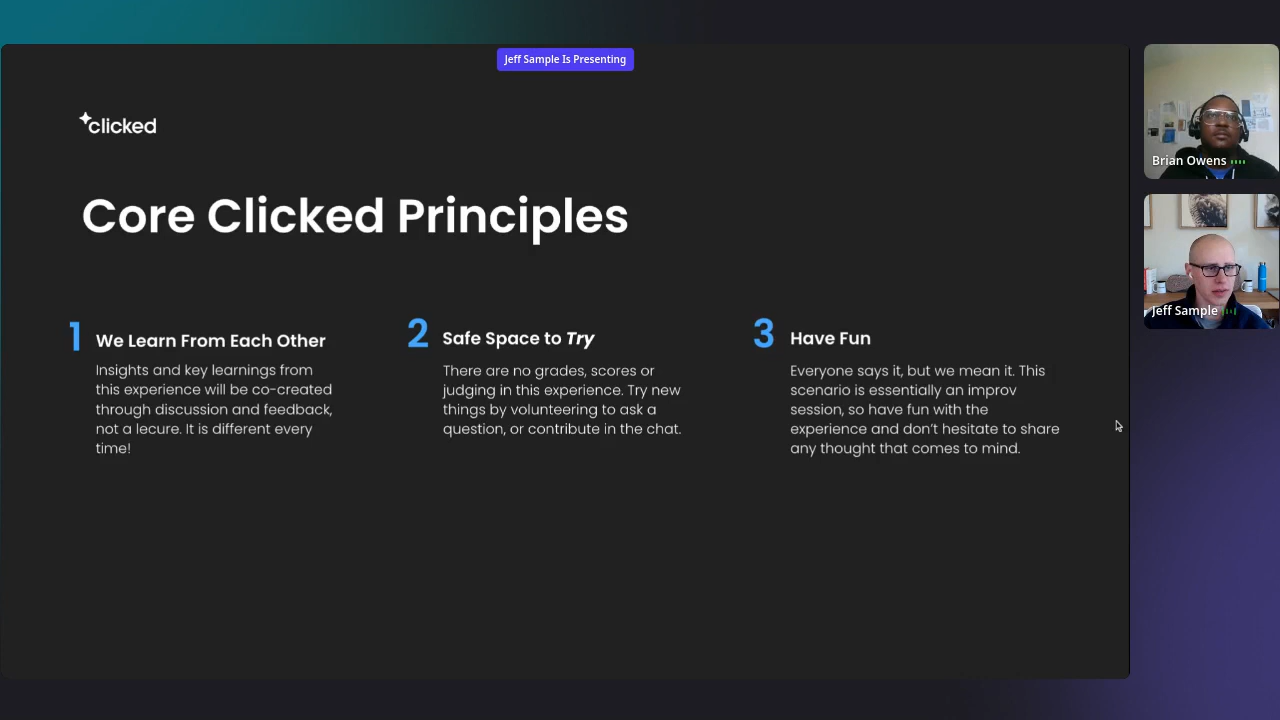 Jeff Sample Is Presenting
clicked
Core Clicked Principles
1 We Learn From Each Other
Insights and key learnings from
this experience will be co-created
through discussion and feedback,
not a lecure. It is different every
time!
2 Safe Space to Try
There are no grades, scores or
judging in this experience. Try new
things by volunteering to ask a
question, or contribute in the chat.
3 Have Fun
Everyone says it, but we mean it. This
scenario is essentially an improv
session, so have fun with the
experience and don’t hesitate to share
any thought that comes to mind.
Brian Owens
Jeff Sample